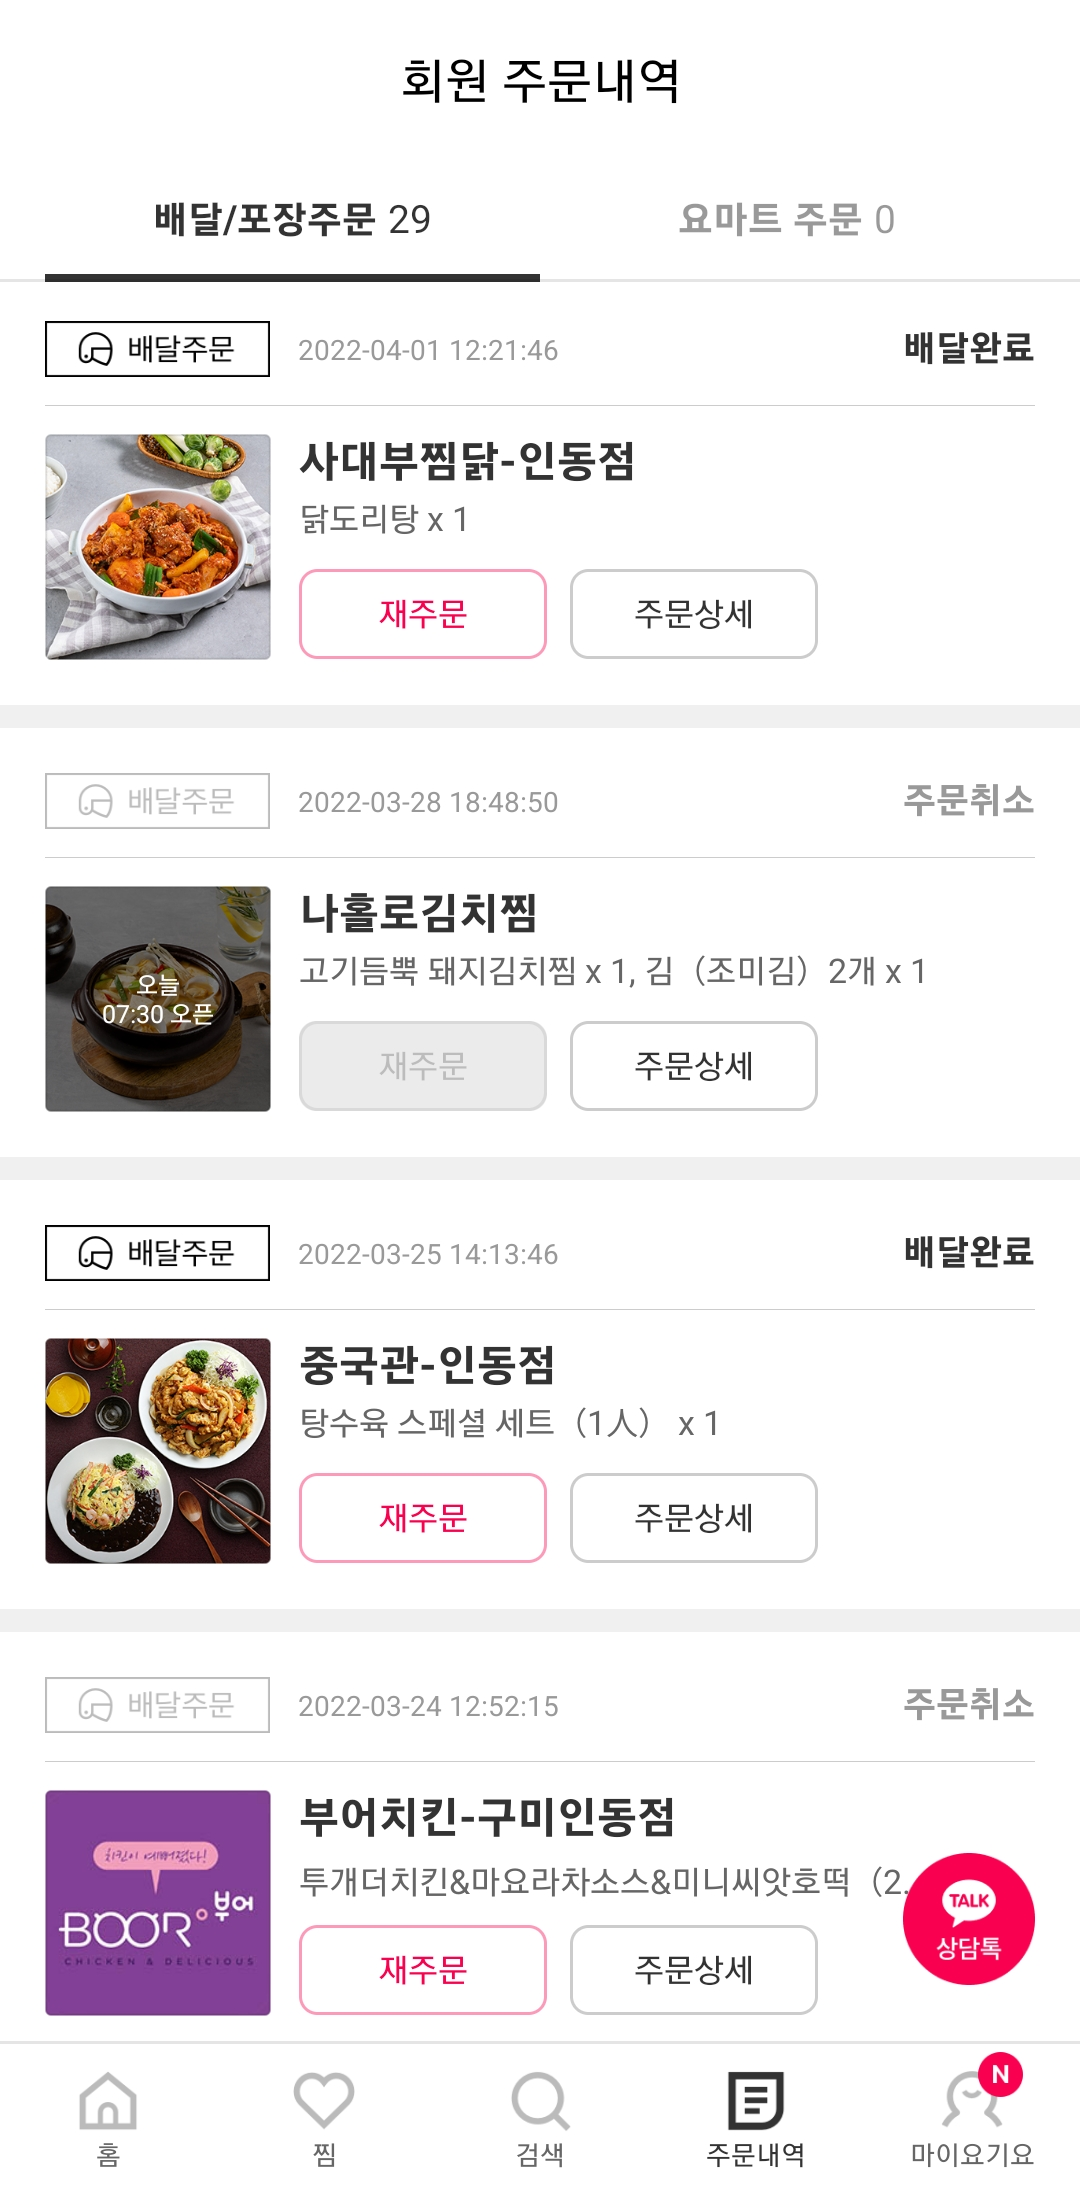 회원 주문내역
배달/포장주문 29
요마트 주문 0
배달주문
2022-04-01 12:21:46
배달완료
사대부찜닭-인동점
닭도리탕 x 1
재주문
주문상세
배달주문
2022-03-28 18:48:50
주문취소
오늘
07:30 오픈
나홀로김치찜
고기듬뿍 돼지김치찜 x 1, 김（조미김）2개 x 1
재주문
주문상세
배달주문
2022-03-25 14:13:46
배달완료
중국관-인동점
탕수육 스페셜 세트（1人） x 1
재주문
주문상세
배달주문
2022-03-24 12:52:15
주문취소
치킨이 예뻐졌다!
BOOR 부어
CHICKEN & DELICIOUS
부어치킨-구미인동점
투개더치킨&마요라차소스&미니씨앗호떡（2.
재주문
주문상세
TALK
상담톡
홈
찜
검색
주문내역
N
마이요기요